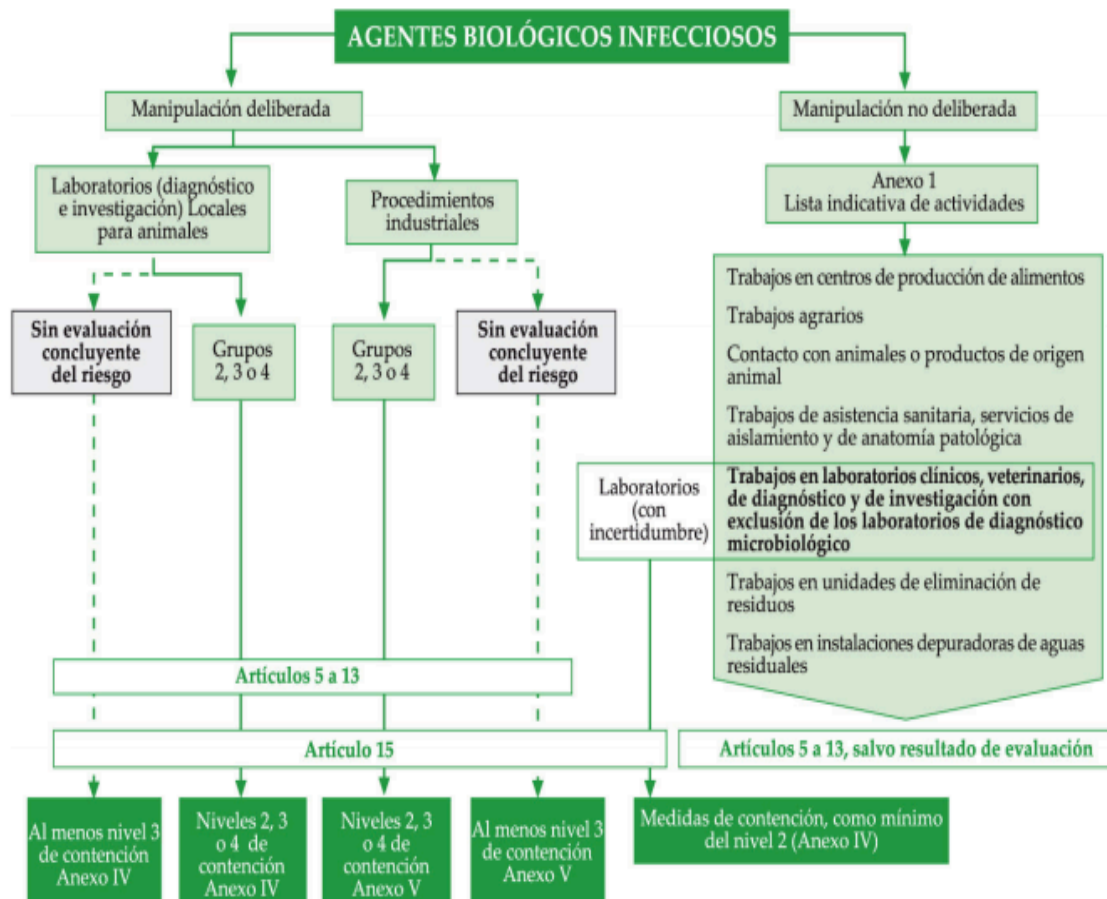 AGENTES BIOLÓGICOS INFECCIOSOS
Manipulación deliberada
Manipulación no deliberada
Laboratorios (diagnóstico
e investigación) Locales
para animales
Procedimientos
industriales
Anexo 1
Lista indicativa de actividades
Sin evaluación
concluyente
del riesgo
Grupos
2, 3 o 4
Grupos
2, 3 o 4
Sin evaluación
concluyente
del riesgo
Trabajos en centros de producción de alimentos
Trabajos agrarios
Contacto con animales o productos de origen
animal
Trabajos de asistencia sanitaria, servicios de
aislamiento y de anatomía patológica
Laboratorios
(con
incertidumbre)
Trabajos en laboratorios clínicos, veterinarios,
de diagnóstico y de investigación con
exclusión de los laboratorios de diagnóstico
microbiológico
Trabajos en unidades de eliminación de
residuos
Trabajos en instalaciones depuradoras de aguas
residuales
Artículos 5 a 13
Artículo 15
Artículos 5 a 13, salvo resultado de evaluación
Al menos nivel 3
de contención
Anexo IV
Niveles 2, 3
o 4 de
contención
Anexo IV
Niveles 2, 3
o 4 de
contención
Anexo V
Al menos nivel 3
de contención
Anexo V
Medidas de contención, como mínimo
del nivel 2 (Anexo IV)